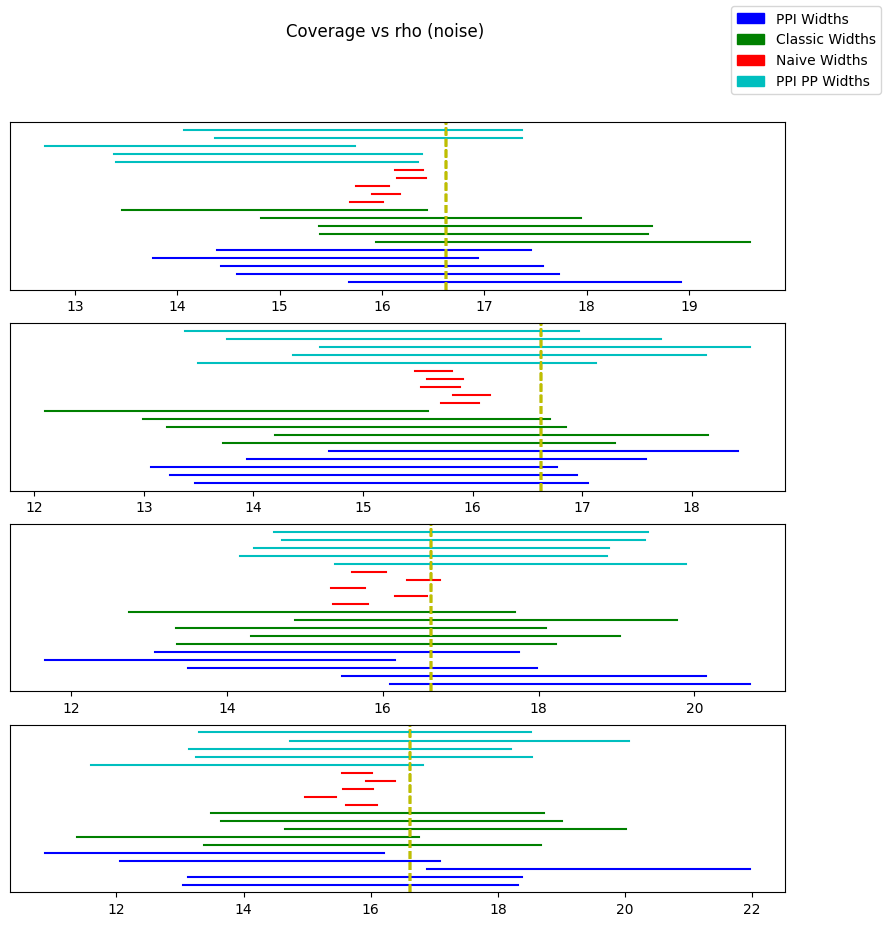 Coverage vs rho (noise)
PPI Widths
Classic Widths
Naive Widths
PPI PP Widths
13 14 15 16 17 18 19
12 13 14 15 16 17 18
12 14 16 18 20
12 14 16 18 20 22